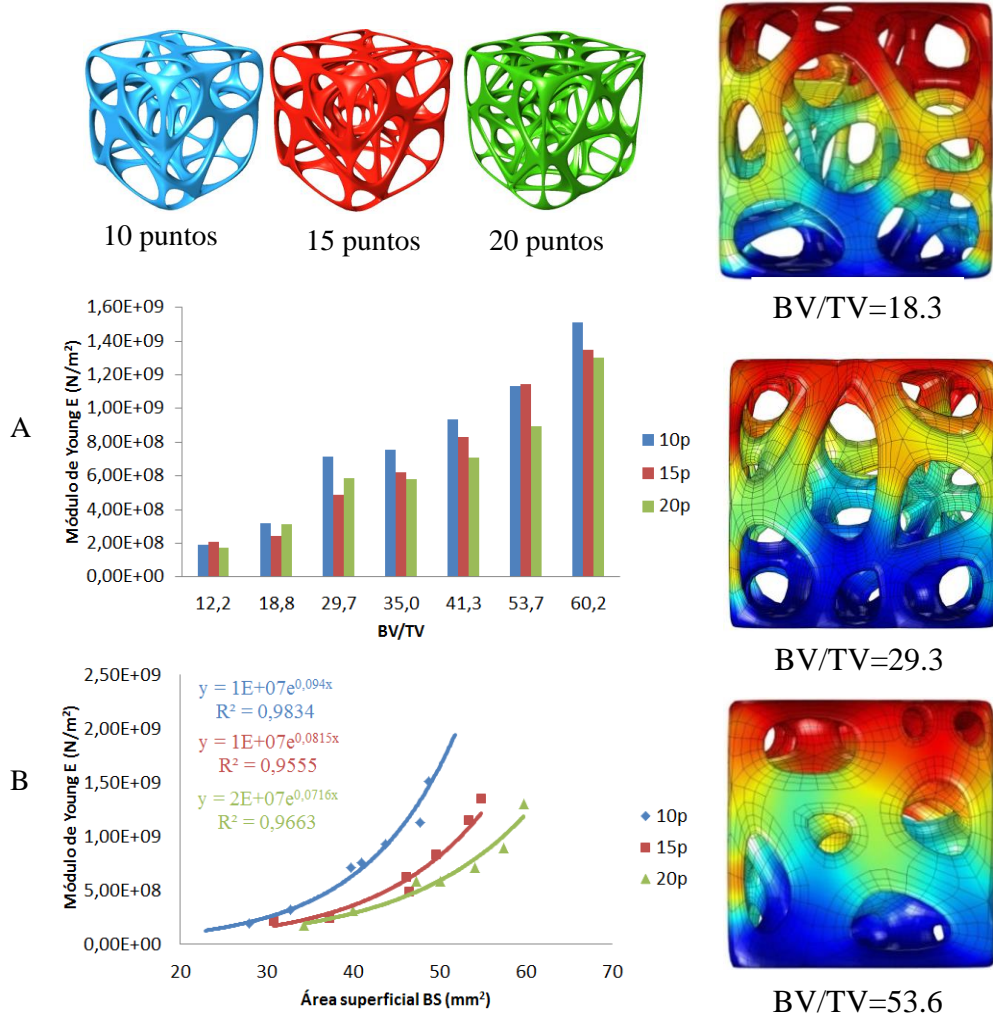 10 puntos
15 puntos
20 puntos
BV/TV=18.3
A
Módulo de Young E (N/m²)
1,60E+09
1,40E+09
1,20E+09
1,00E+09
8,00E+08
6,00E+08
4,00E+08
2,00E+08
0,00E+00
12,2
18,8
29,7
35,0
41,3
53,7
60,2
BV/TV
10p
15p
20p
BV/TV=29.3
B
Módulo de Young E (N/m²)
2,50E+09
2,00E+09
1,50E+09
1,00E+09
5,00E+08
0,00E+00
y = 1E+07e^0,094x
R² = 0,9834
y = 1E+07e^0,0815x
R² = 0,9555
y = 2E+07e^0,0716x
R² = 0,9663
10p
15p
20p
20
30
40
50
60
70
Área superficial BS (mm²)
BV/TV=53.6